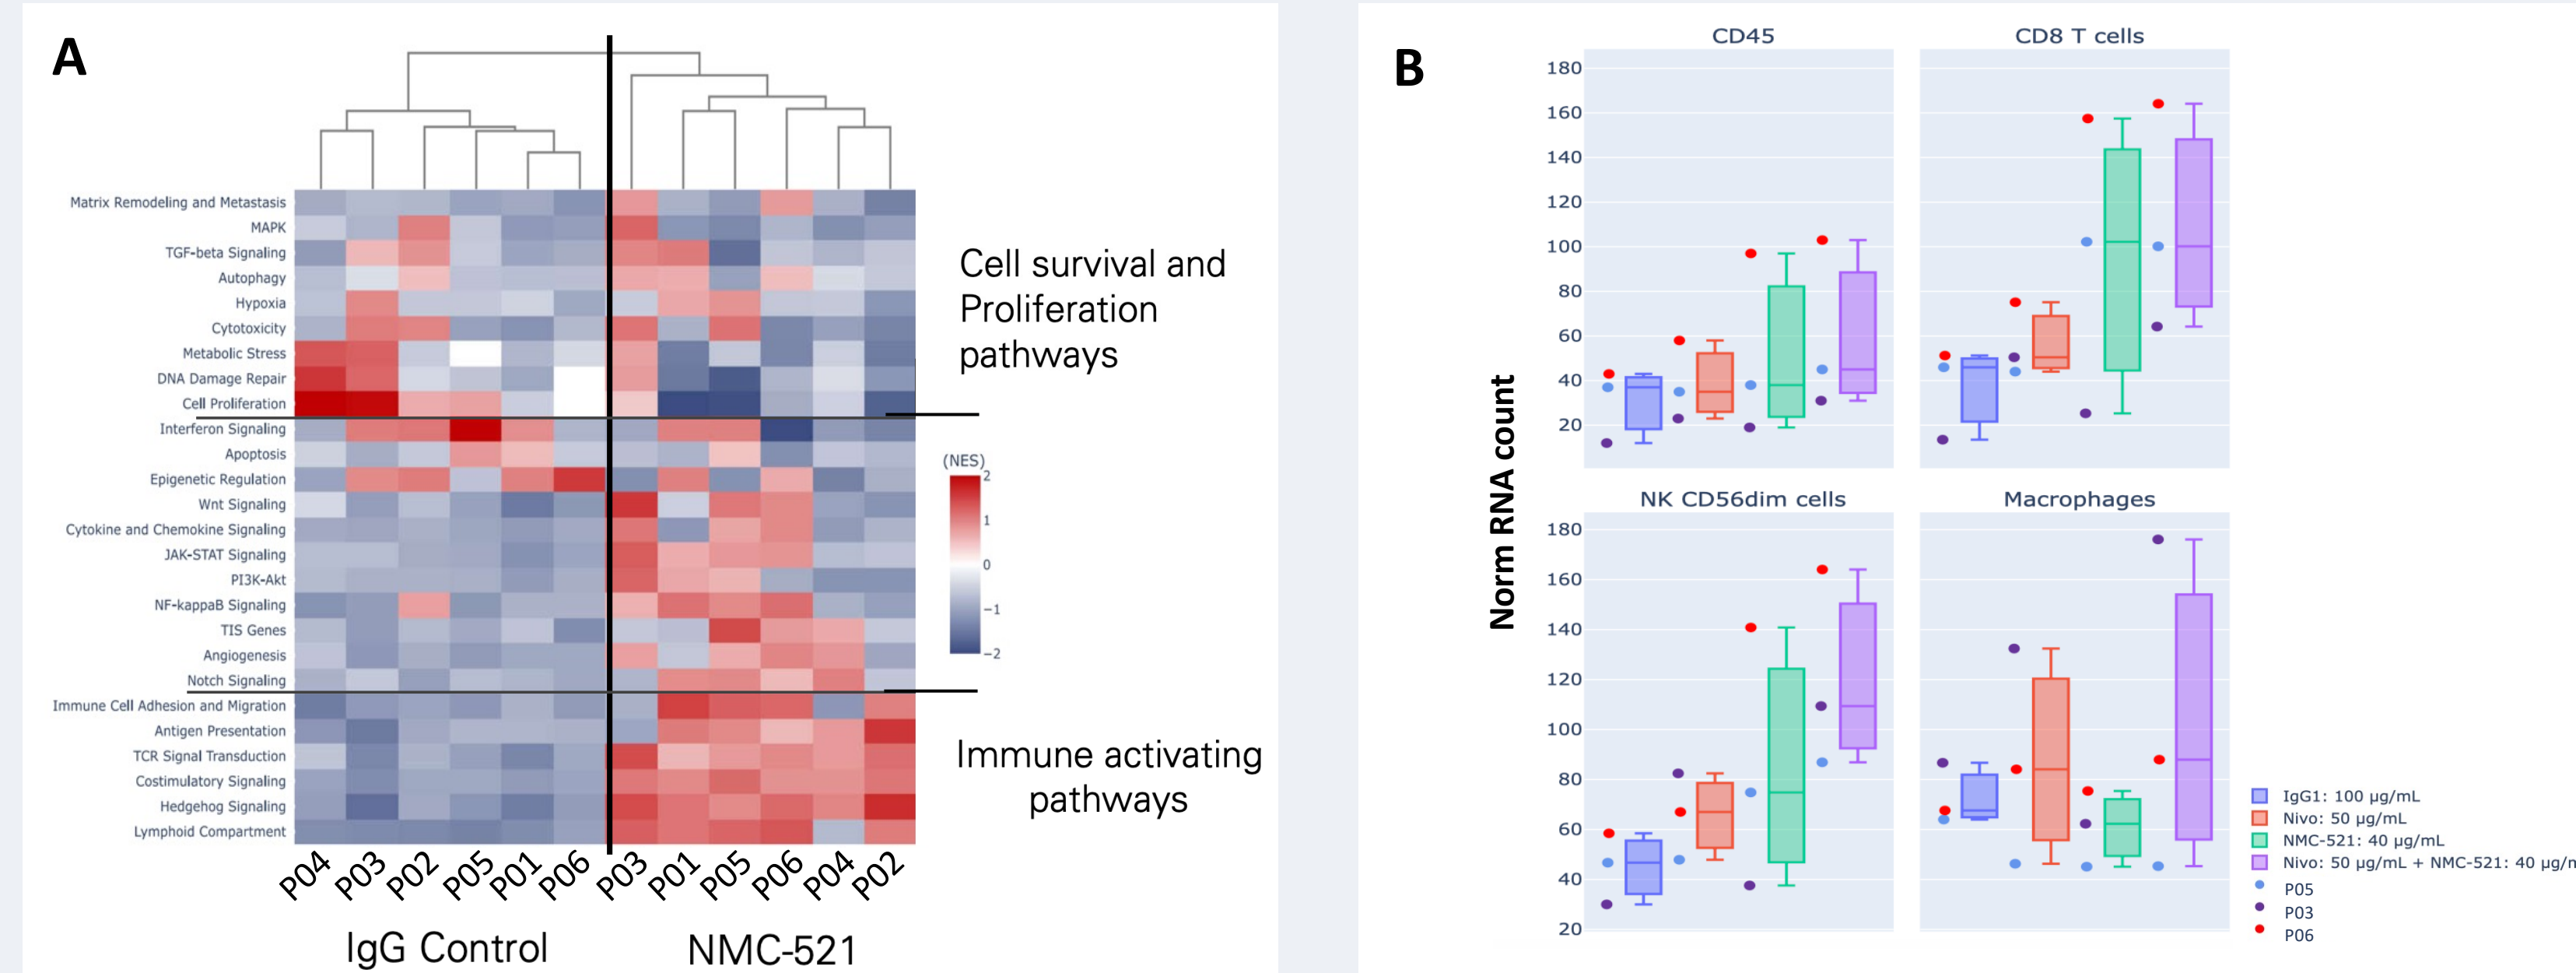 A
Matrix Remodeling and Metastasis
MAPK
TGF-beta Signaling
Autophagy
Hypoxia
Cytotoxicity
Metabolic Stress
DNA Damage Repair
Cell Proliferation
Interferon Signaling
Apoptosis
Epigenetic Regulation
Wnt Signaling
Cytokine and Chemokine Signaling
JAK-STAT Signaling
PI3K-Akt
NF-kappaB Signaling
TIS Genes
Angiogenesis
Notch Signaling
Immune Cell Adhesion and Migration
Antigen Presentation
TCR Signal Transduction
Costimulatory Signaling
Hedgehog Signaling
Lymphoid Compartment
P04 P03 P02 P05 P01 P06 P03 P01 P05 P06 P04 P02
IgG Control NMC-521
Cell survival and
Proliferation
pathways
(NES)
2
1
0
−1
−2
Immune activating
pathways
B
Norm RNA count
CD45
CD8 T cells
180
160
140
120
100
80
60
40
20
NK CD56dim cells
Macrophages
180
160
140
120
100
80
60
40
20
IgG1: 100 μg/mL
Nivo: 50 μg/mL
NMC-521: 40 μg/mL
Nivo: 50 μg/mL + NMC-521: 40 μg/m
P05
P03
P06